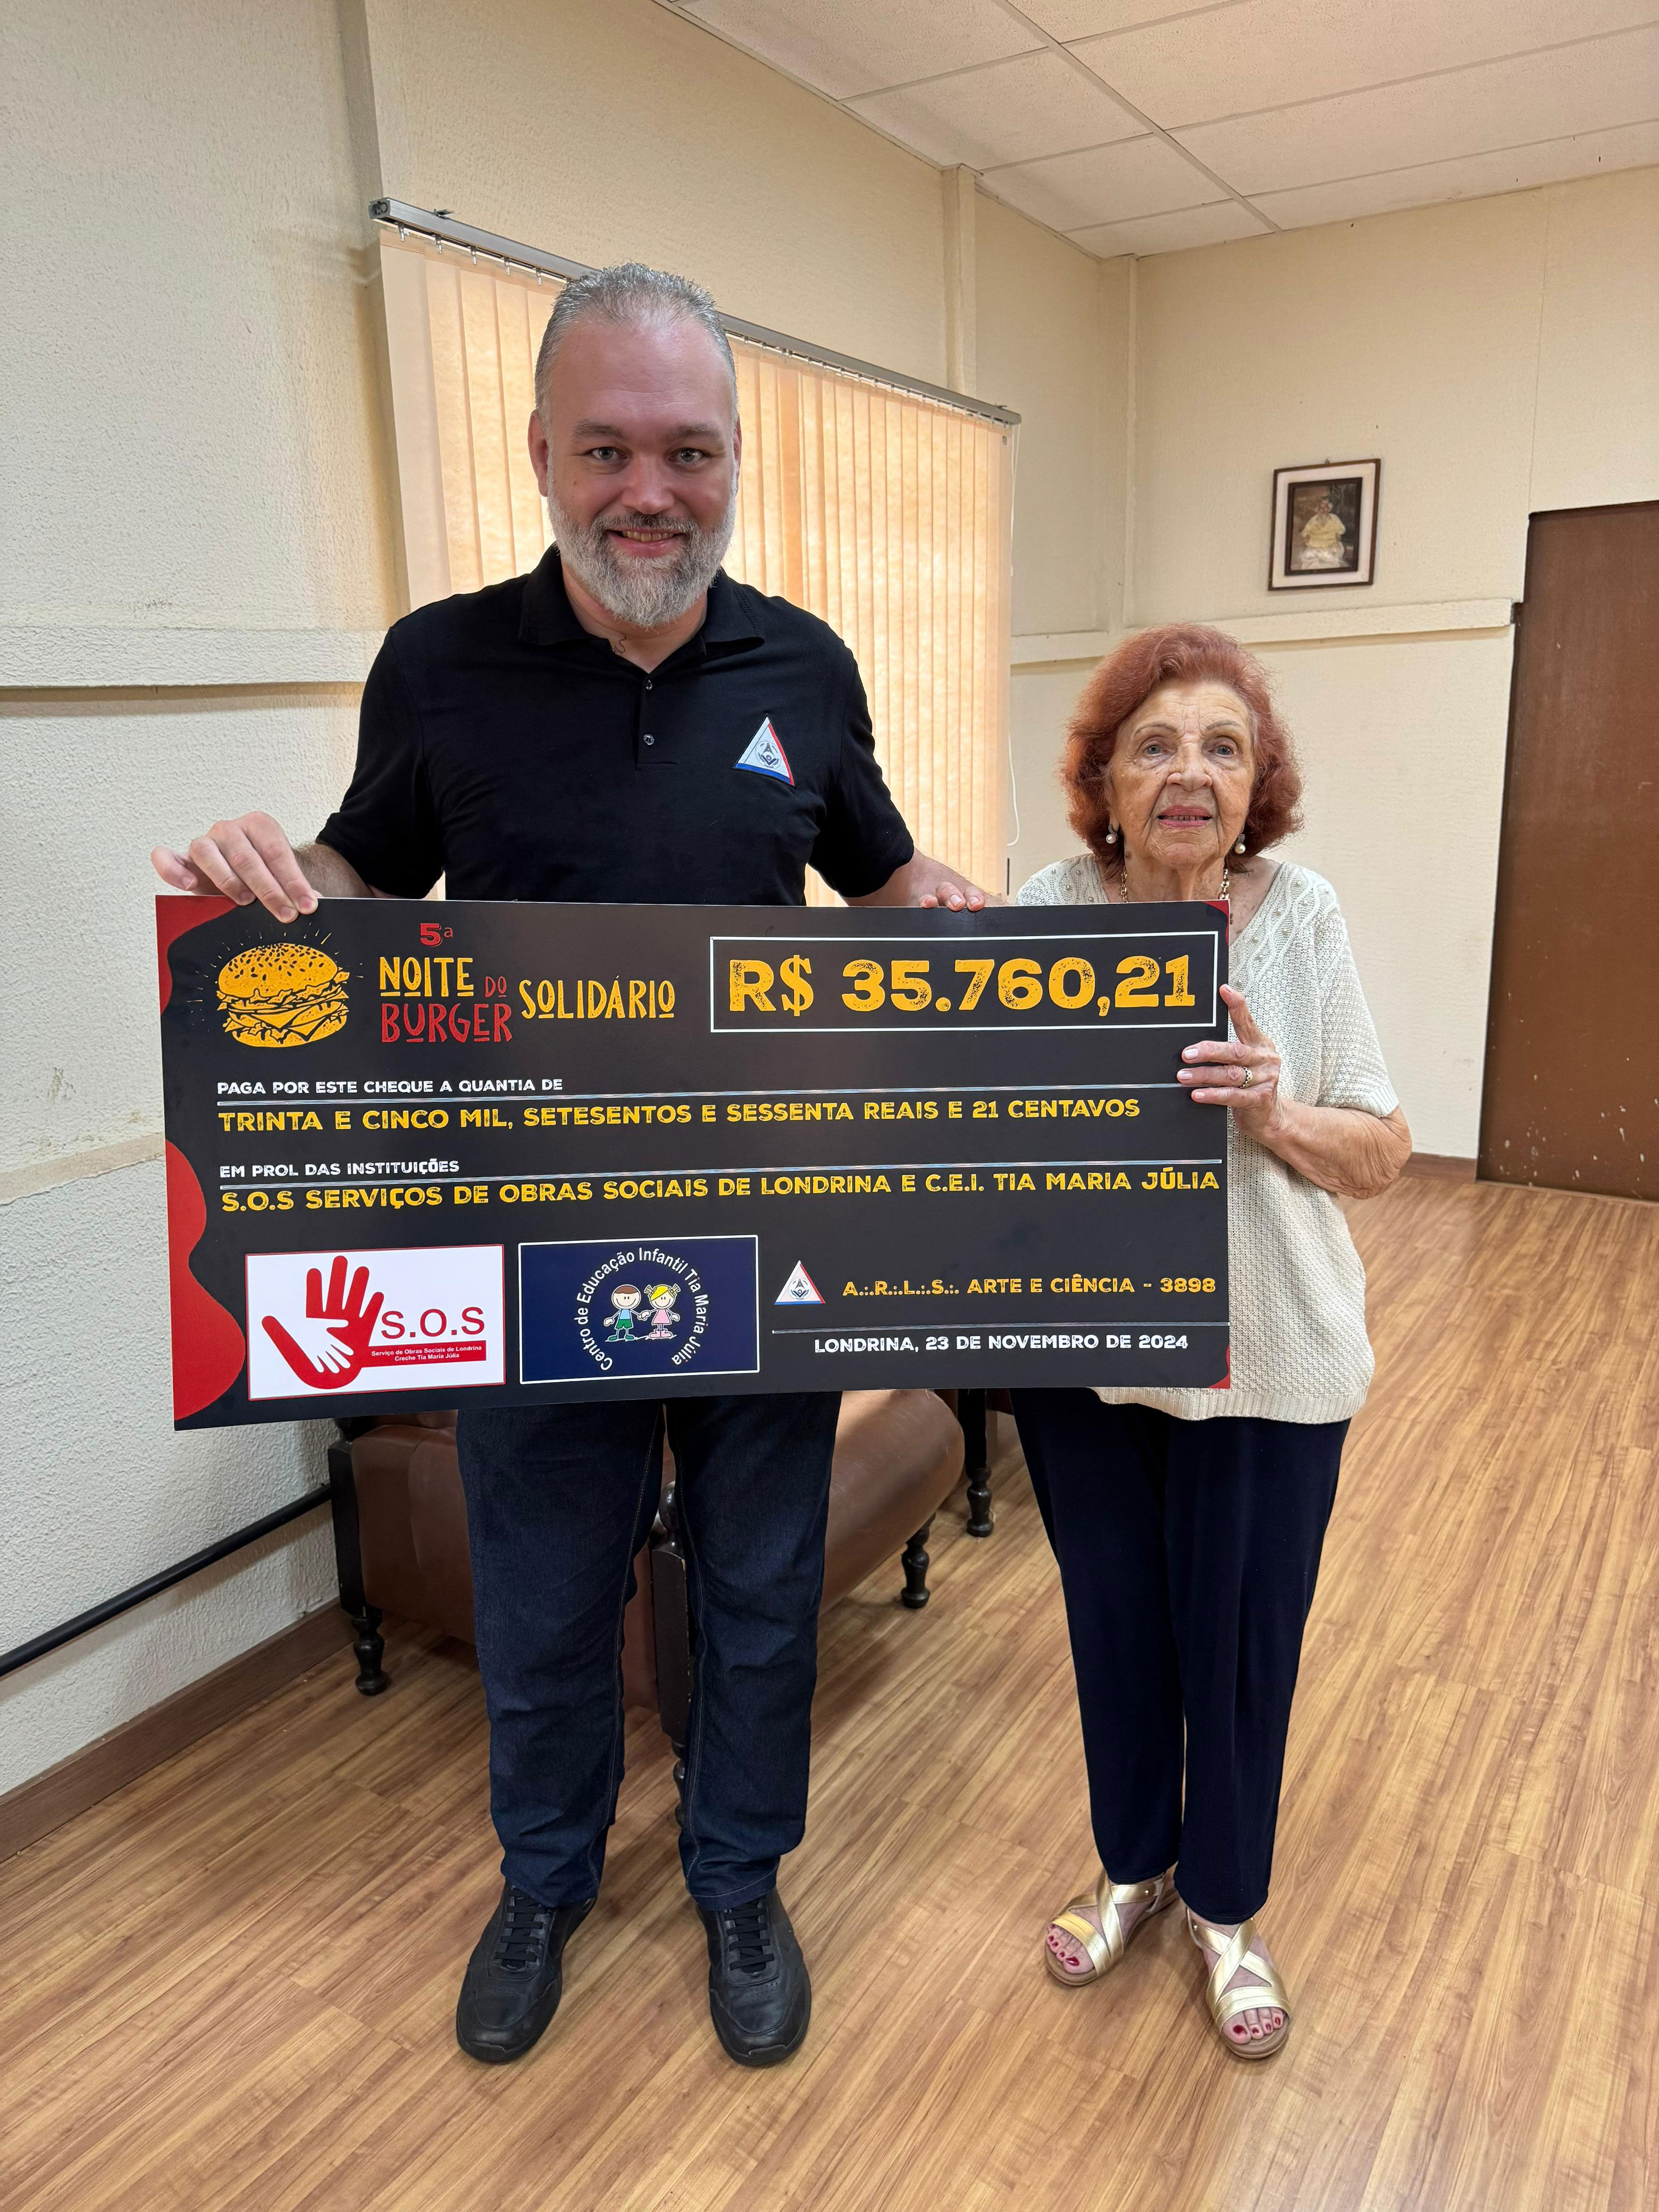 5ª
NOITE DO
BURGER SOLIDÁRIO
R$ 35.760,21
PAGA POR ESTE CHEQUE A QUANTIA DE
TRINTA E CINCO MIL, SETESENTOS E SESSENTA REAIS E 21 CENTAVOS
EM PROL DAS INSTITUIÇÕES
S.O.S SERVIÇOS DE OBRAS SOCIAIS DE LONDRINA E C.E.I. TIA MARIA JÚLIA
S.O.S
Serviço de Obras Sociais de Londrina
Creche Tia Maria Júlia
Centro de Educação Infantil Tia Maria Júlia
A.:.R.:.L.:.S.:. ARTE E CIÊNCIA - 3898
LONDRINA, 23 DE NOVEMBRO DE 2024